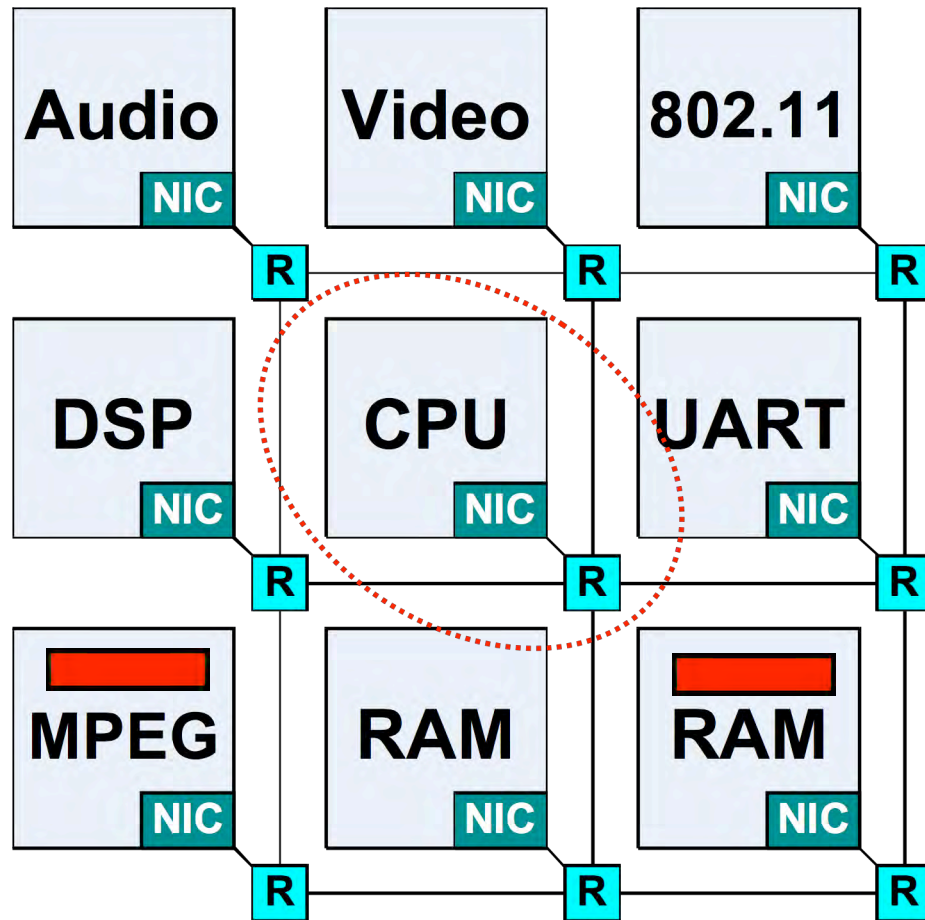 Audio Video 802.11
NIC NIC NIC
R R R
DSP CPU UART
NIC NIC NIC
R R R
MPEG RAM RAM
NIC NIC NIC
R R R